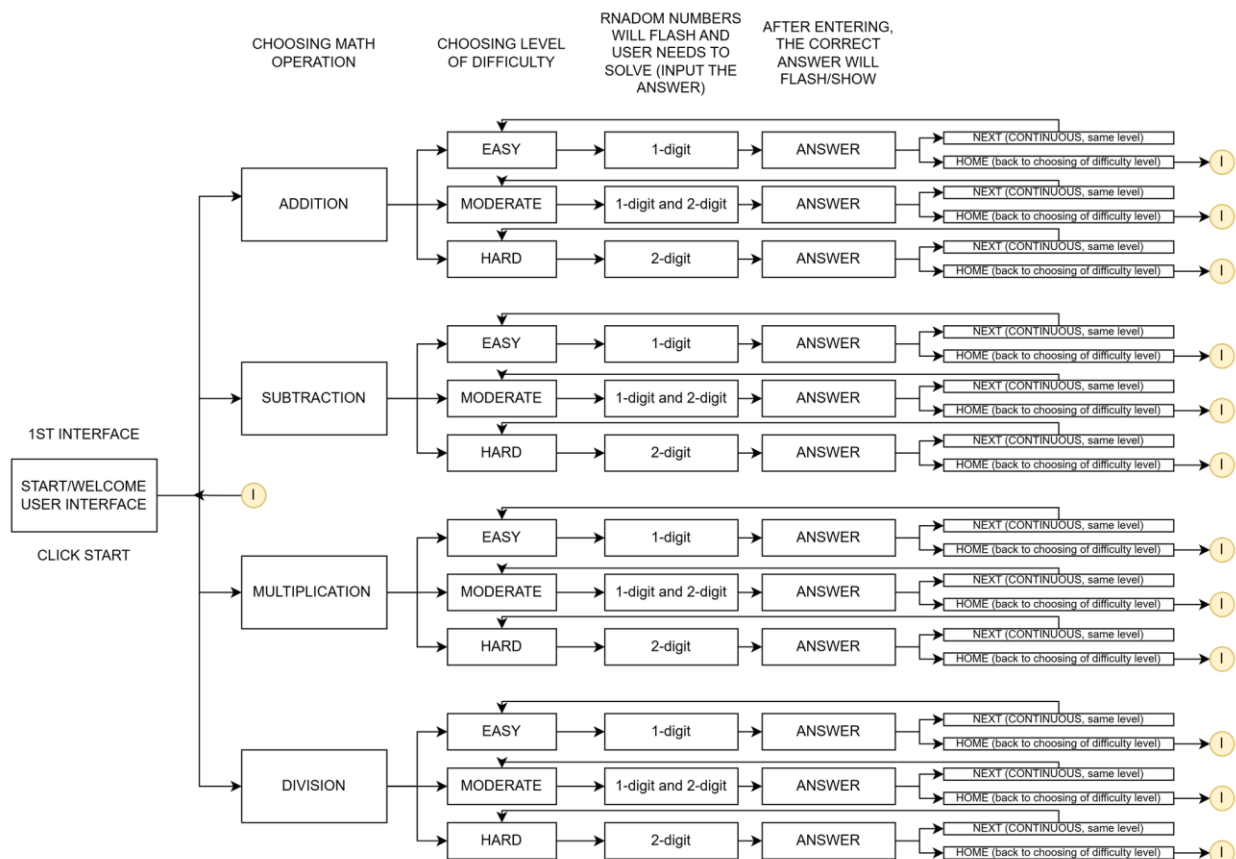 CHOOSING MATH
OPERATION
CHOOSING LEVEL
OF DIFFICULTY
RNADOM NUMBERS
WILL FLASH AND
USER NEEDS TO
SOLVE (INPUT THE
ANSWER)
AFTER ENTERING,
THE CORRECT
ANSWER WILL
FLASH/SHOW
1ST INTERFACE
START/WELCOME
USER INTERFACE
CLICK START
I
ADDITION
EASY
1-digit
ANSWER
NEXT (CONTINUOUS, same level)
HOME (back to choosing of difficulty level)
I
MODERATE
1-digit and 2-digit
ANSWER
NEXT (CONTINUOUS, same level)
HOME (back to choosing of difficulty level)
I
HARD
2-digit
ANSWER
NEXT (CONTINUOUS, same level)
HOME (back to choosing of difficulty level)
I
SUBTRACTION
EASY
1-digit
ANSWER
NEXT (CONTINUOUS, same level)
HOME (back to choosing of difficulty level)
I
MODERATE
1-digit and 2-digit
ANSWER
NEXT (CONTINUOUS, same level)
HOME (back to choosing of difficulty level)
I
HARD
2-digit
ANSWER
NEXT (CONTINUOUS, same level)
HOME (back to choosing of difficulty level)
I
MULTIPLICATION
EASY
1-digit
ANSWER
NEXT (CONTINUOUS, same level)
HOME (back to choosing of difficulty level)
I
MODERATE
1-digit and 2-digit
ANSWER
NEXT (CONTINUOUS, same level)
HOME (back to choosing of difficulty level)
I
HARD
2-digit
ANSWER
NEXT (CONTINUOUS, same level)
HOME (back to choosing of difficulty level)
I
DIVISION
EASY
1-digit
ANSWER
NEXT (CONTINUOUS, same level)
HOME (back to choosing of difficulty level)
I
MODERATE
1-digit and 2-digit
ANSWER
NEXT (CONTINUOUS, same level)
HOME (back to choosing of difficulty level)
I
HARD
2-digit
ANSWER
NEXT (CONTINUOUS, same level)
HOME (back to choosing of difficulty level)
I